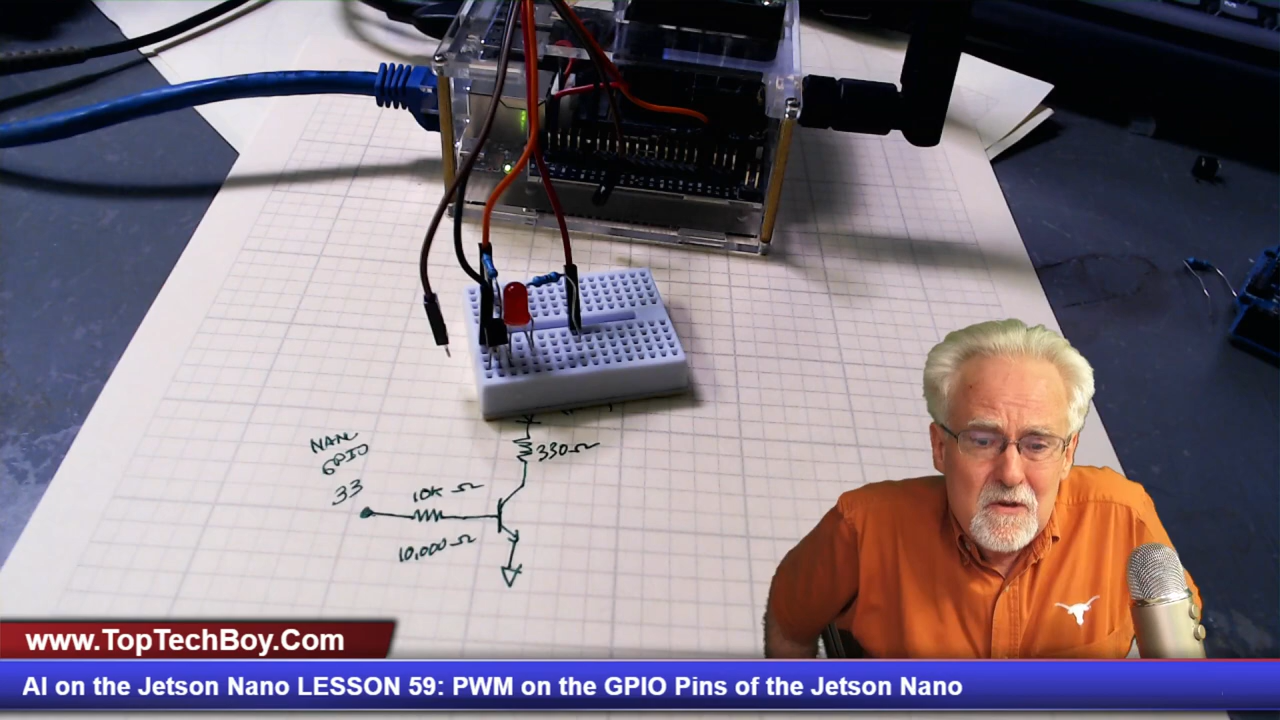 NANO
GPIO
33
10K Ω
10,000 Ω
330Ω
www.TopTechBoy.Com
AI on the Jetson Nano LESSON 59: PWM on the GPIO Pins of the Jetson Nano